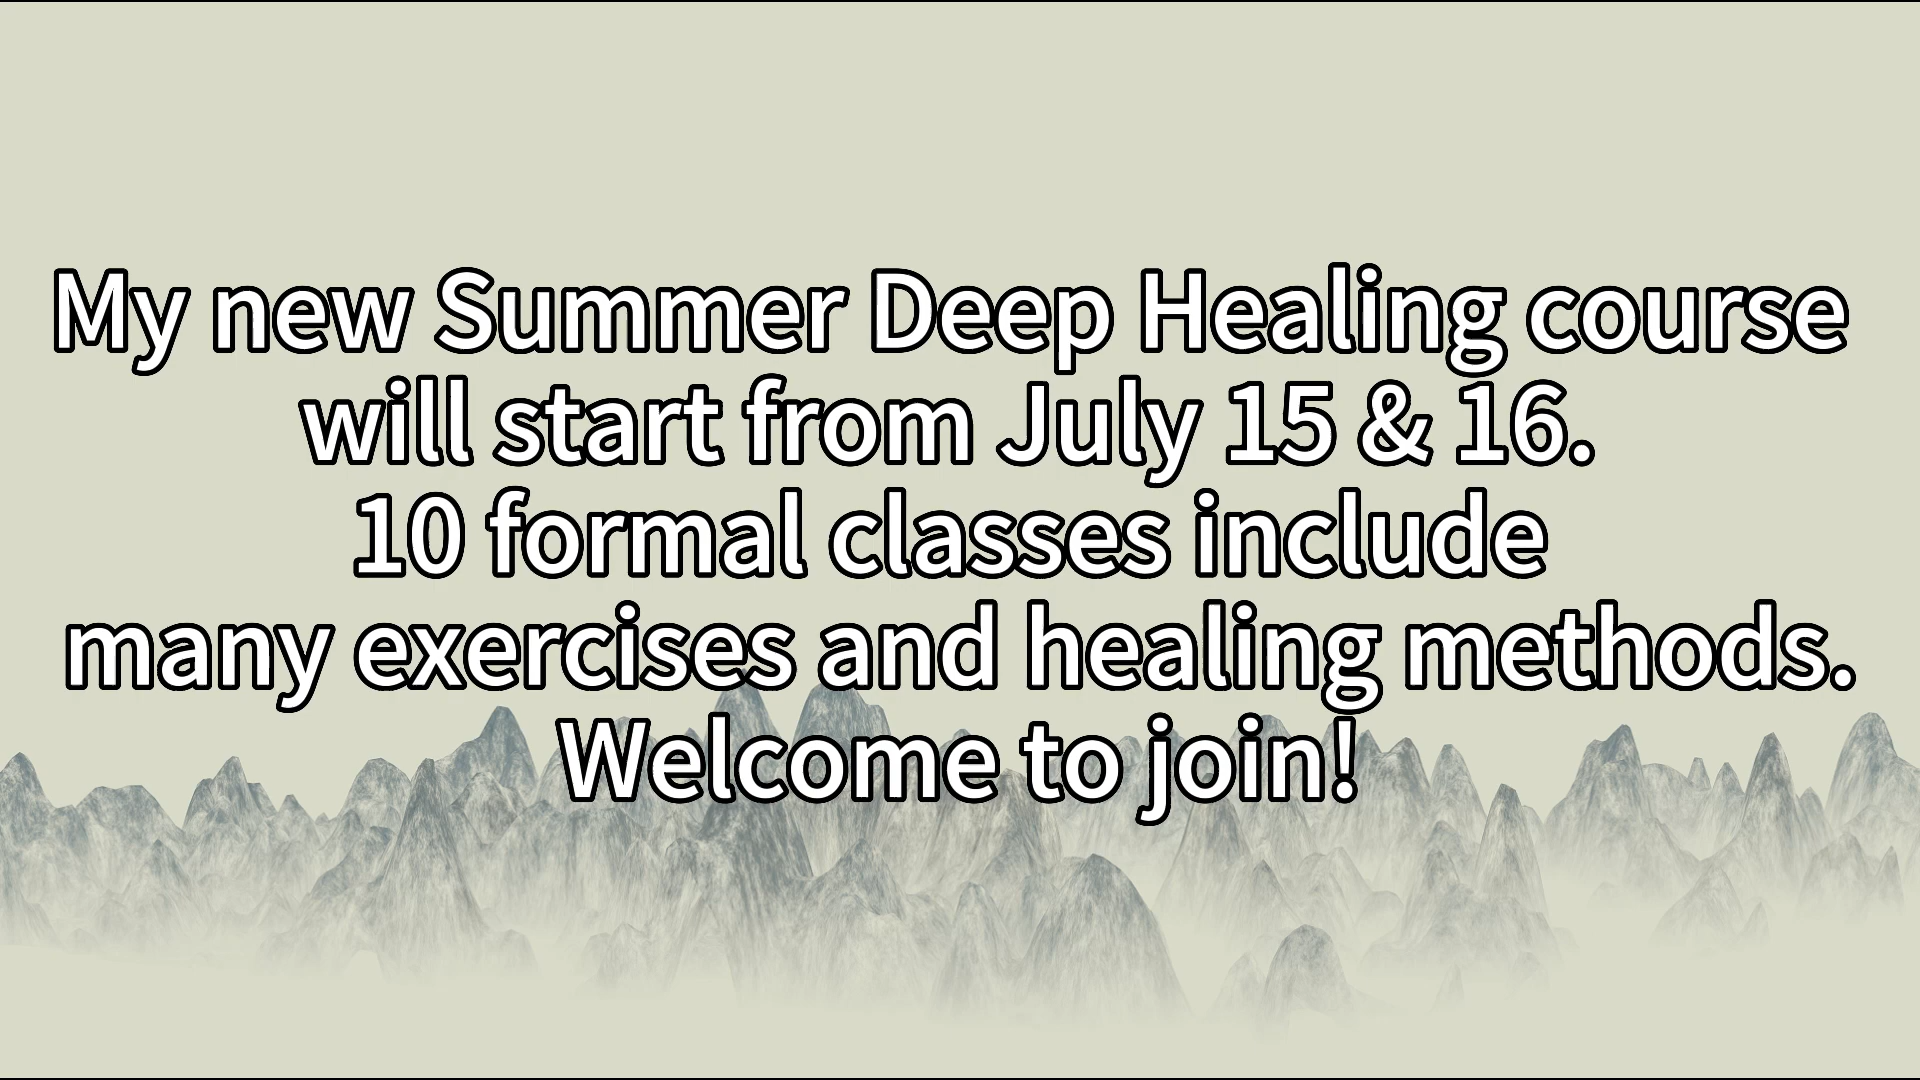 My new Summer Deep Healing course
will start from July 15 & 16.
10 formal classes include
many exercises and healing methods.
Welcome to join!